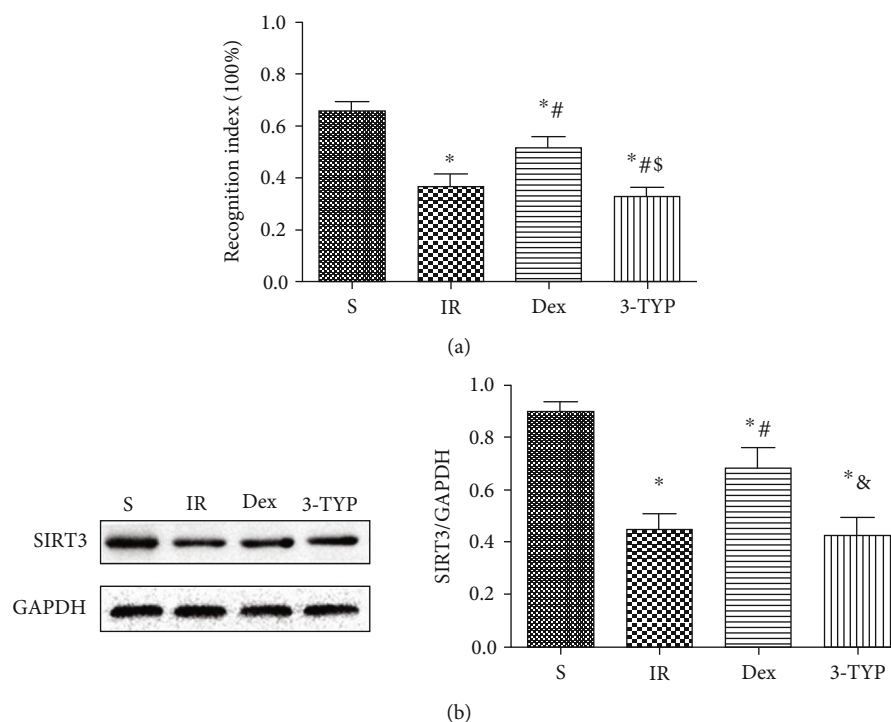 Recognition index (100%)
1.0
0.8
0.6
0.4
0.2
0.0
*
*#
*#$
S IR Dex 3-TYP
(a)
S IR Dex 3-TYP
SIRT3
GAPDH
SIRT3/GAPDH
1.0
0.8
0.6
0.4
0.2
0.0
*
*#
*&
S IR Dex 3-TYP
(b)